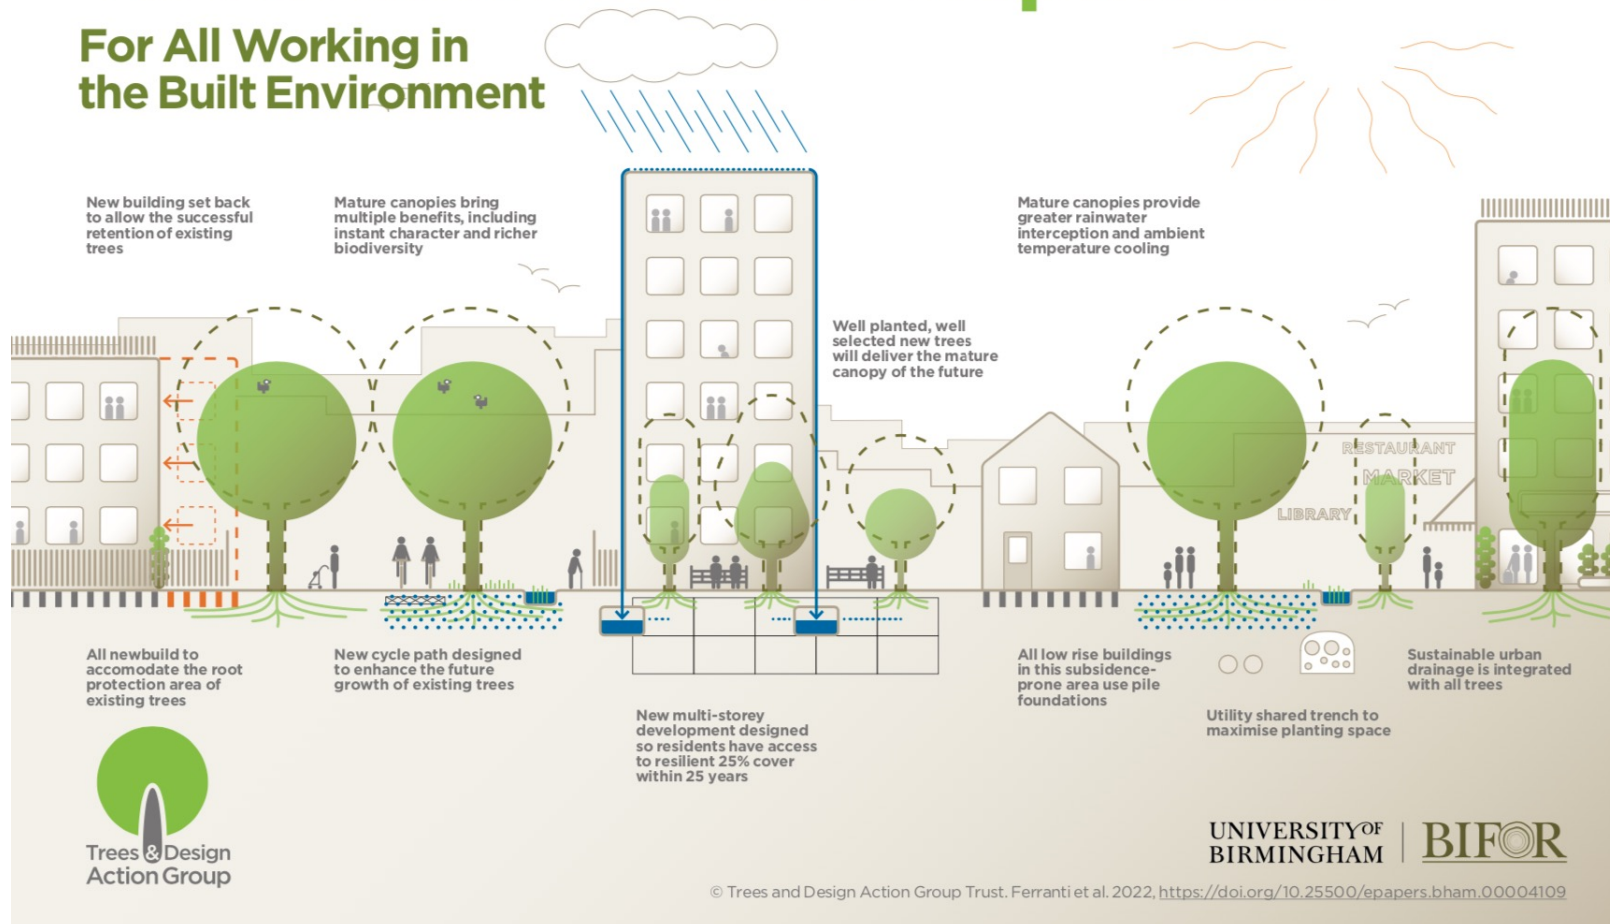 For All Working in
the Built Environment
New building set back
to allow the successful
retention of existing
trees
Mature canopies bring
multiple benefits, including
instant character and richer
biodiversity
Mature canopies provide
greater rainwater
interception and ambient
temperature cooling
Well planted, well
selected new trees
will deliver the mature
canopy of the future
RESTAURANT
MARKET
LIBRARY
All newbuild to
accomodate the root
protection area of
existing trees
New cycle path designed
to enhance the future
growth of existing trees
New multi-storey
development designed
so residents have access
to resilient 25% cover
within 25 years
All low rise buildings
in this subsidence-
prone area use pile
foundations
Utility shared trench to
maximise planting space
Sustainable urban
drainage is integrated
with all trees
Trees & Design
Action Group
UNIVERSITY OF
BIRMINGHAM
BIFOR
© Trees and Design Action Group Trust. Ferranti et al. 2022, https://doi.org/10.25500/epapers.bham.00004109